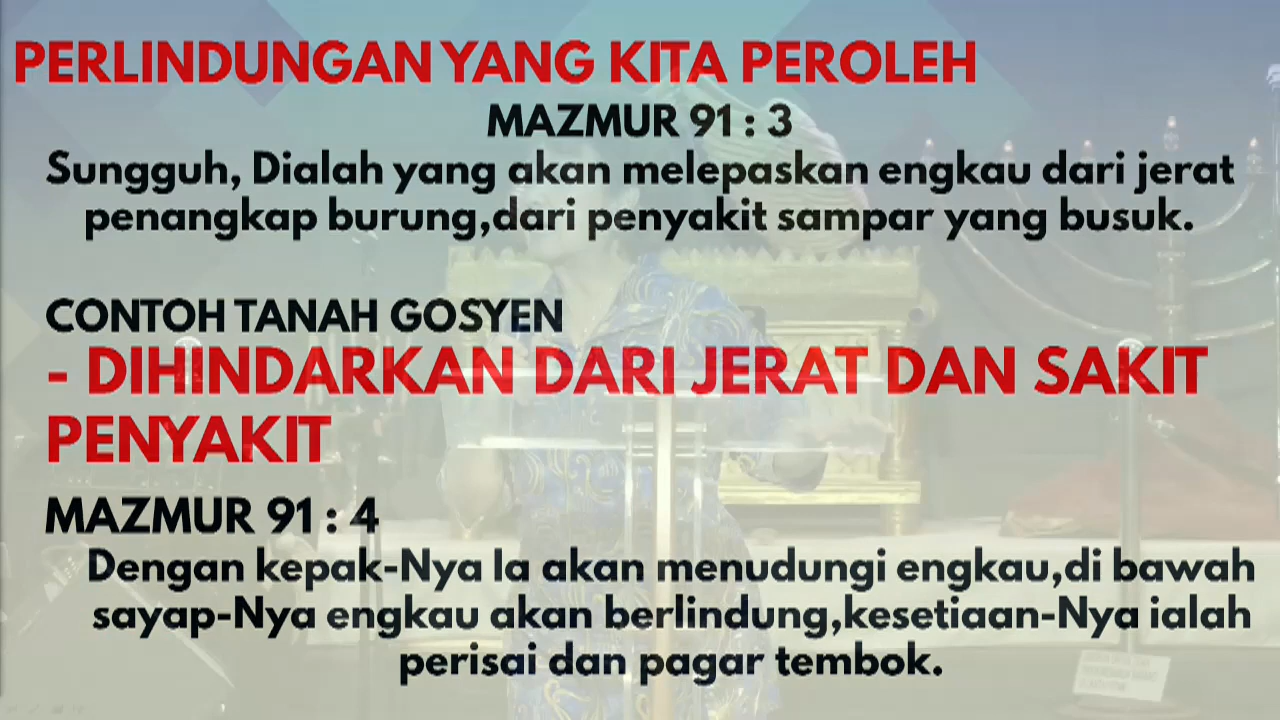 PERLINDUNGAN YANG KITA PEROLEH
MAZMUR 91 : 3
Sungguh, Dialah yang akan melepaskan engkau dari jerat
penangkap burung,dari penyakit sampar yang busuk.
CONTOH TANAH GOSYEN
- DIHINDARKAN DARI JERAT DAN SAKIT
PENYAKIT
MAZMUR 91 : 4
Dengan kepak-Nya Ia akan menudungi engkau,di bawah
sayap-Nya engkau akan berlindung,kesetiaan-Nya ialah
perisai dan pagar tembok.